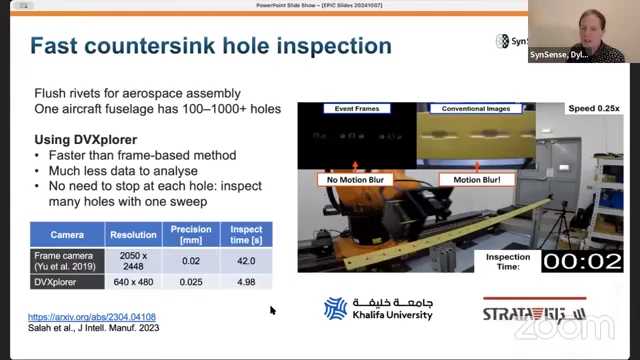 PowerPoint Slide Show - [EPIC Slides 20241007]
Fast countersink hole inspection
SynSense, Dyl...
Flush rivets for aerospace assembly
One aircraft fuselage has 100–1000+ holes
Using DVXplorer
• Faster than frame-based method
• Much less data to analyse
• No need to stop at each hole: inspect
many holes with one sweep
Camera Resolution Precision [mm] Inspect time [s]
Frame camera (Yu et al. 2019) 2050 x 2448 0.02 42.0
DVXplorer 640 x 480 0.025 4.98
https://arxiv.org/abs/2304.04108
Salah et al., J Intell. Manuf. 2023
Event Frames
Conventional Images
Speed 0.25x
No Motion Blur
Motion Blur!
Inspection
Time:
00:02
جامعة خليفة
Khalifa University
zoom